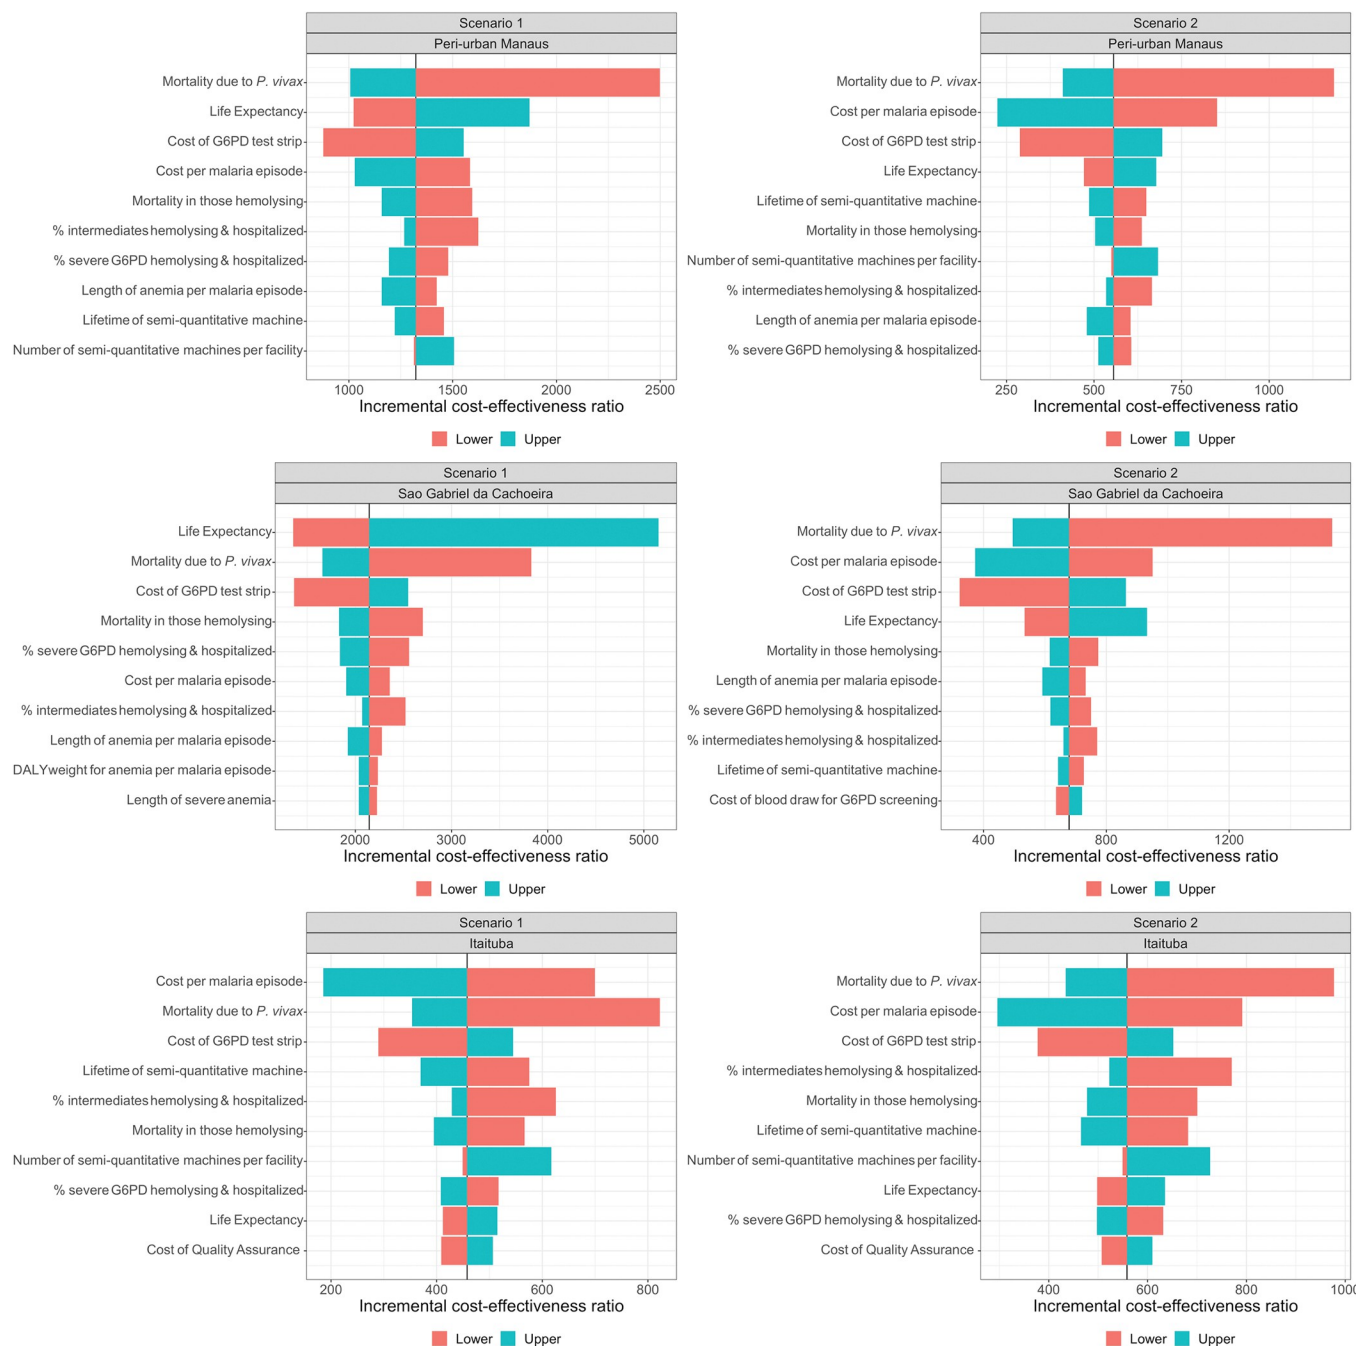 Scenario 1
Peri-urban Manaus
Mortality due to P. vivax
Life Expectancy
Cost of G6PD test strip
Cost per malaria episode
Mortality in those hemolysing
% intermediates hemolysing & hospitalized
% severe G6PD hemolysing & hospitalized
Length of anemia per malaria episode
Lifetime of semi-quantitative machine
Number of semi-quantitative machines per facility
1000 1500 2000 2500
Incremental cost-effectiveness ratio
Lower Upper
Scenario 2
Peri-urban Manaus
Mortality due to P. vivax
Cost per malaria episode
Cost of G6PD test strip
Life Expectancy
Lifetime of semi-quantitative machine
Mortality in those hemolysing
Number of semi-quantitative machines per facility
% intermediates hemolysing & hospitalized
Length of anemia per malaria episode
% severe G6PD hemolysing & hospitalized
250 500 750 1000
Incremental cost-effectiveness ratio
Lower Upper
Scenario 1
Sao Gabriel da Cachoeira
Life Expectancy
Mortality due to P. vivax
Cost of G6PD test strip
Mortality in those hemolysing
% severe G6PD hemolysing & hospitalized
Cost per malaria episode
% intermediates hemolysing & hospitalized
Length of anemia per malaria episode
DALY weight for anemia per malaria episode
Length of severe anemia
2000 3000 4000 5000
Incremental cost-effectiveness ratio
Lower Upper
Scenario 2
Sao Gabriel da Cachoeira
Mortality due to P. vivax
Cost per malaria episode
Cost of G6PD test strip
Life Expectancy
Mortality in those hemolysing
Length of anemia per malaria episode
% severe G6PD hemolysing & hospitalized
% intermediates hemolysing & hospitalized
Lifetime of semi-quantitative machine
Cost of blood draw for G6PD screening
400 800 1200
Incremental cost-effectiveness ratio
Lower Upper
Scenario 1
Itaituba
Cost per malaria episode
Mortality due to P. vivax
Cost of G6PD test strip
Lifetime of semi-quantitative machine
% intermediates hemolysing & hospitalized
Mortality in those hemolysing
Number of semi-quantitative machines per facility
% severe G6PD hemolysing & hospitalized
Life Expectancy
Cost of Quality Assurance
200 400 600 800
Incremental cost-effectiveness ratio
Lower Upper
Scenario 2
Itaituba
Mortality due to P. vivax
Cost per malaria episode
Cost of G6PD test strip
% intermediates hemolysing & hospitalized
Mortality in those hemolysing
Lifetime of semi-quantitative machine
Number of semi-quantitative machines per facility
Life Expectancy
% severe G6PD hemolysing & hospitalized
Cost of Quality Assurance
400 600 800 100
Incremental cost-effectiveness ratio
Lower Upper